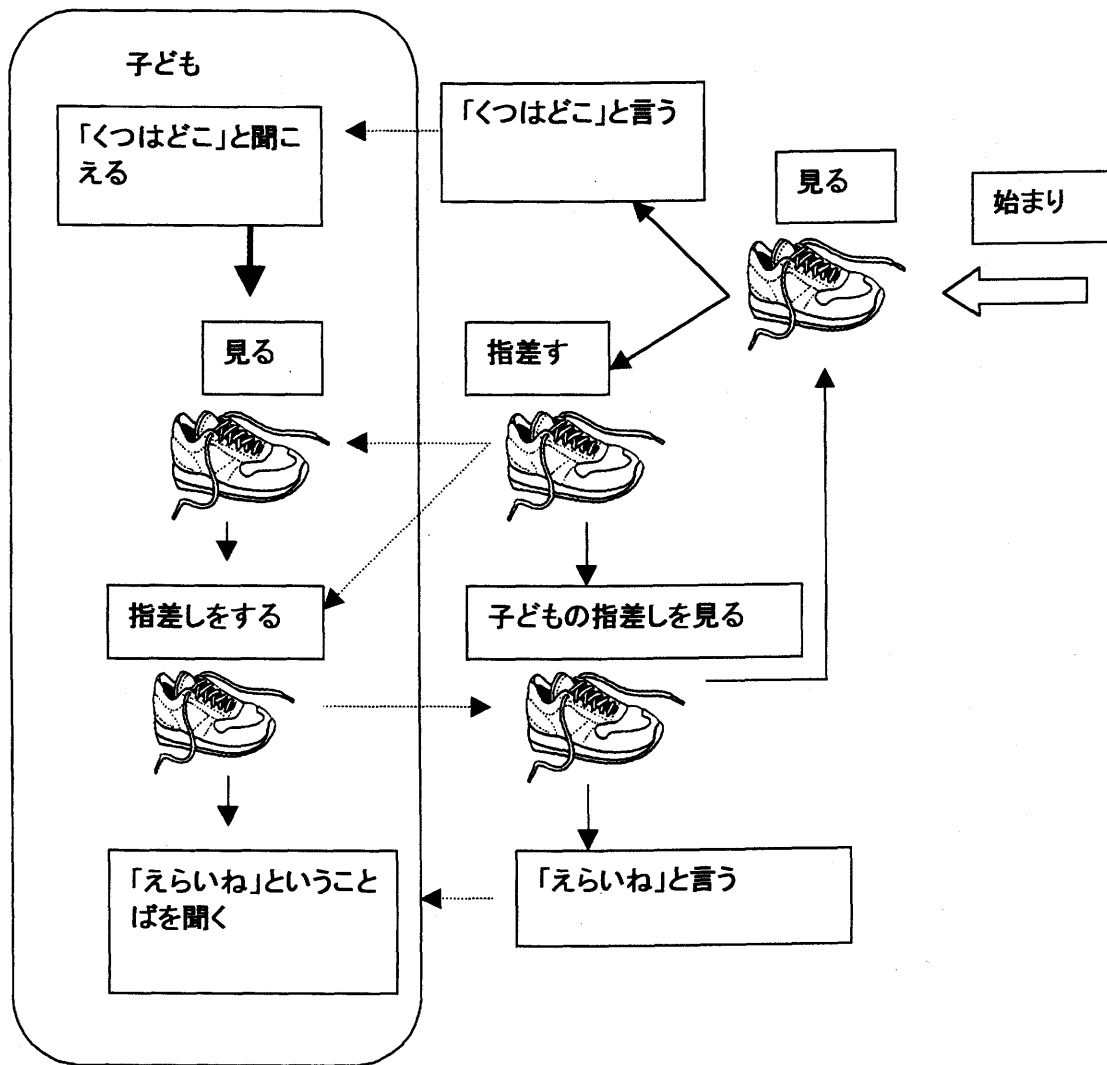 子ども
「くつはどこ」と聞こ
える
「くつはどこ」と言う
見る
始まり
見る
指差す
指差しをする
子どもの指差しを見る
「えらいね」ということ
ばを聞く
「えらいね」と言う